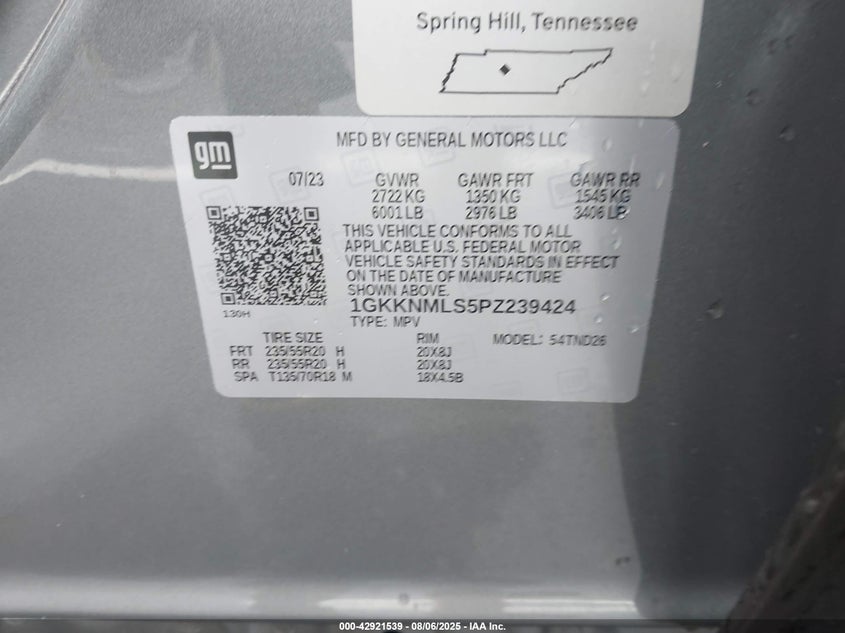 Spring Hill, Tennessee
gm
MFD BY GENERAL MOTORS LLC
07/23 GVWR GAWR FRT GAWR RR
2722 KG 1350 KG 1545 KG
6001 LB 2976 LB 3406 LB
THIS VEHICLE CONFORMS TO ALL
APPLICABLE U.S. FEDERAL MOTOR
VEHICLE SAFETY STANDARDS IN EFFECT
ON THE DATE OF MANUFACTURE
SHOWN ABOVE.
1GKKNMLS5PZ239424
130H
TYPE: MPV
TIRE SIZE RIM MODEL: 54TND26
FRT 235/55R20 H 20X8J
RR 235/55R20 H 20X8J
SPA T135/70R18 M 18X4.5B
000-42921539 - 08/06/2025 - IAA Inc.